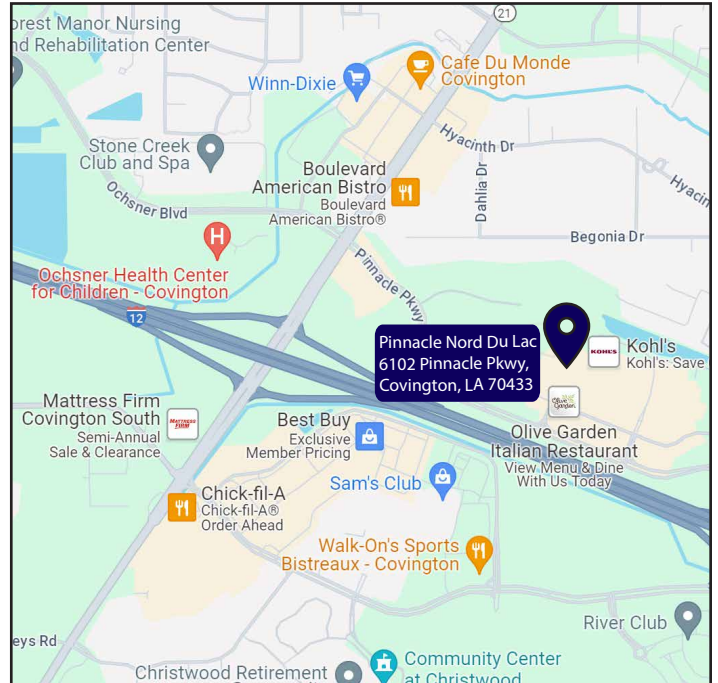 orest Manor Nursing
nd Rehabilitation Center
21
Cafe Du Monde
Covington
Winn-Dixie
Stone Creek
Club and Spa
Hyacinth Dr
Hyacin
Dahlia Dr
Boulevard
American Bistro
Boulevard
American Bistro®
Ochsner Blvd
Begonia Dr
H
Ochsner Health Center
for Children - Covington
Pinnacle Pkwy
12
Pinnacle Nord Du Lac
6102 Pinnacle Pkwy,
Covington, LA 70433
KOHL'S
Kohl's
Kohl's: Save
Mattress Firm
Covington South
Semi-Annual
Sale & Clearance
MATTRESS
FIRM
Best Buy
Exclusive
Member Pricing
Olive
Garden
Olive Garden
Italian Restaurant
View Menu & Dine
With Us Today
Sam's Club
Chick-fil-A
Chick-fil-A®
Order Ahead
Walk-On's Sports
Bistreaux - Covington
River Club
eys Rd
Community Center
at Christwood
Christwood Retirement